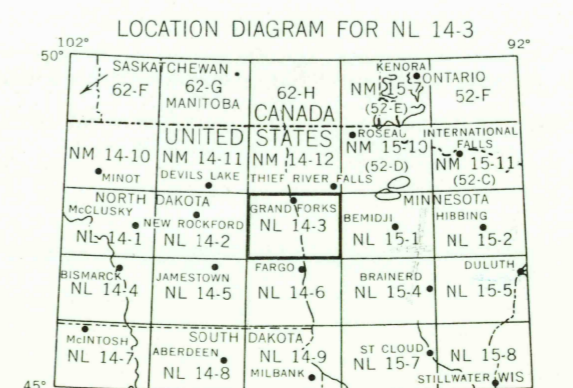 LOCATION DIAGRAM FOR NL 14-3
102° 92°
50°
SASKATCHEWAN KENORA ONTARIO
62-F 62-G 62-H NM 15-7 52-F
MANITOBA (52-E)
CANADA
UNITED STATES ROSEAU INTERNATIONAL FALLS
NM 14-10 NM 14-11 NM 14-12 NM 15-10 NM 15-11
MINOT DEVILS LAKE THIEF RIVER FALLS (52-D) (52-C)
NORTH DAKOTA MINNESOTA
McCLUSKY NEW ROCKFORD GRAND FORKS BEMIDJI HIBBING
NL 14-1 NL 14-2 NL 14-3 NL 15-1 NL 15-2
BISMARCK JAMESTOWN FARGO BRAINERD DULUTH
NL 14-4 NL 14-5 NL 14-6 NL 15-4 NL 15-5
SOUTH DAKOTA
McINTOSH ABERDEEN MILBANK ST CLOUD STILLWATER WIS
NL 14-7 NL 14-8 NL 14-9 NL 15-7 NL 15-8
45°